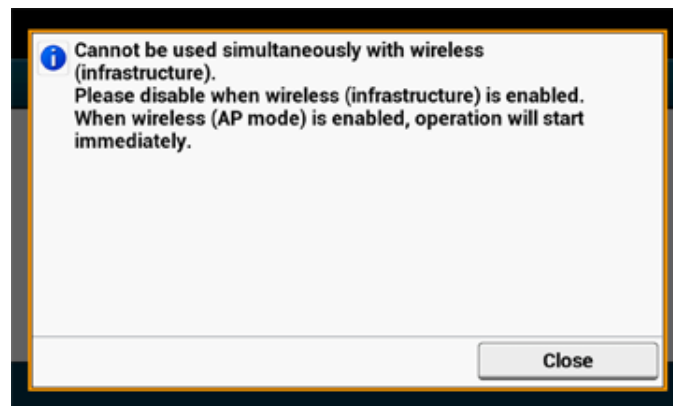 Cannot be used simultaneously with wireless
(infrastructure).
Please disable when wireless (infrastructure) is enabled.
When wireless (AP mode) is enabled, operation will start
immediately.
Close